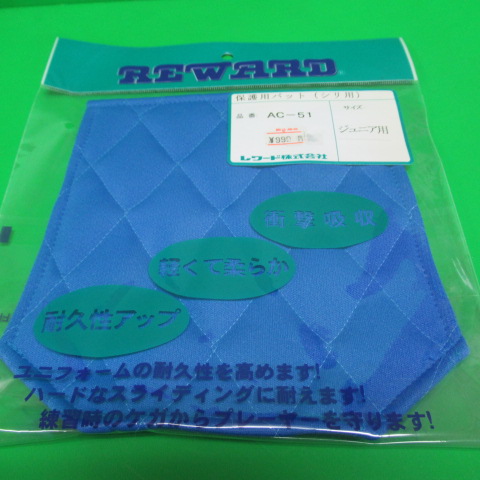 REWARD
保護用パット(シリ用)
品番 AC-51
サイズ
ジュニア用
¥990
レワード株式会社
衝撃吸収
軽くて柔らか
耐久性アップ
ユニフォームの耐久性を高めます!
ハードなスライディングに耐えます!
練習時のケガからプレーヤーを守ります!